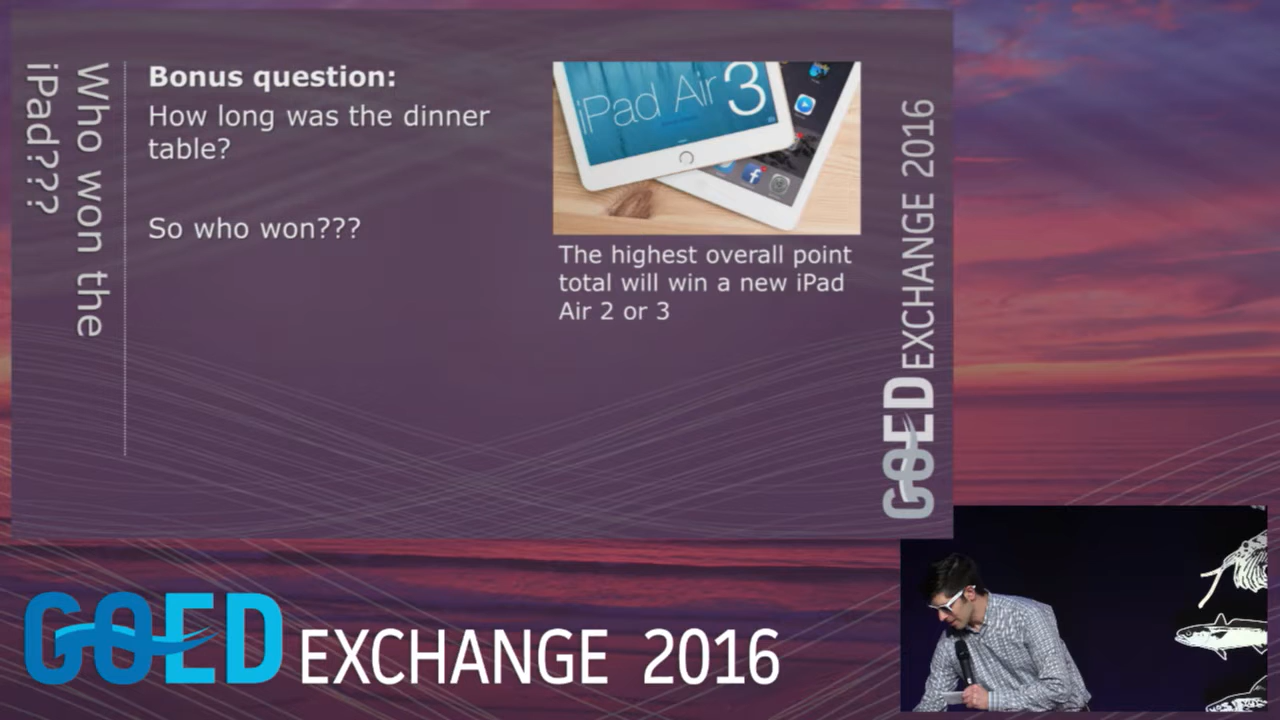 Who won the
iPad???
Bonus question:
How long was the dinner
table?
So who won???
iPad Air 3
The highest overall point
total will win a new iPad
Air 2 or 3
GOED EXCHANGE 2016
GOED EXCHANGE 2016